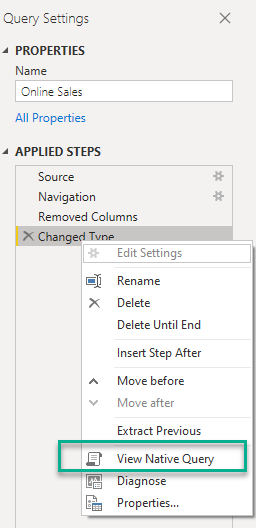 Query Settings
PROPERTIES
Name
Online Sales
All Properties
APPLIED STEPS
Source
Navigation
Removed Columns
Changed Type
Edit Settings
Rename
Delete
Delete Until End
Insert Step After
Move before
Move after
Extract Previous
View Native Query
Diagnose
Properties...